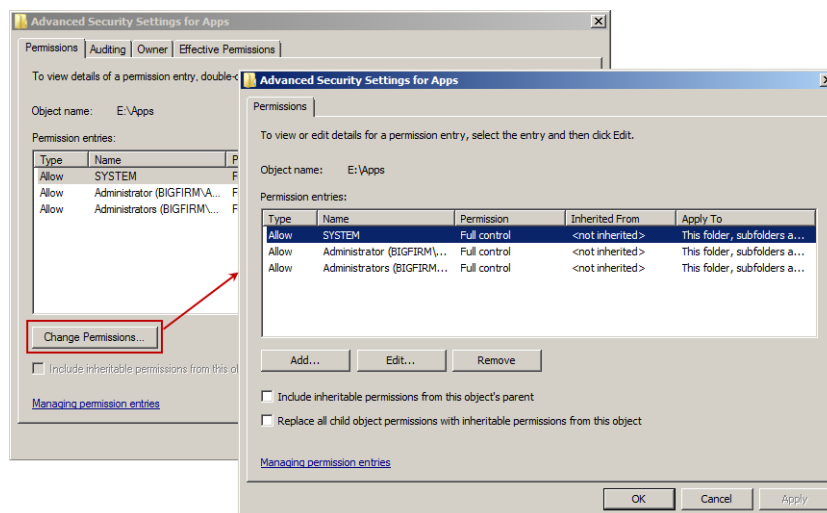 Advanced Security Settings for Apps
Permissions Auditing Owner Effective Permissions
To view details of a permission entry, double-c
Object name: E:\Apps
Permission entries:
Type Name P
Allow SYSTEM F
Allow Administrator (BIGFIRM\A... F
Allow Administrators (BIGFIRM\... F
Change Permissions...
Include inheritable permissions from this ob
Managing permission entries
Advanced Security Settings for Apps
Permissions
To view or edit details for a permission entry, select the entry and then click Edit.
Object name: E:\Apps
Permission entries:
Type Name Permission Inherited From Apply To
Allow SYSTEM Full control <not inherited> This folder, subfolders a...
Allow Administrator (BIGFIRM\,... Full control <not inherited> This folder, subfolders a...
Allow Administrators (BIGFIRM... Full control <not inherited> This folder, subfolders a...
Add... Edit... Remove
Include inheritable permissions from this object's parent
Replace all child object permissions with inheritable permissions from this object
Managing permission entries
OK Cancel Apply